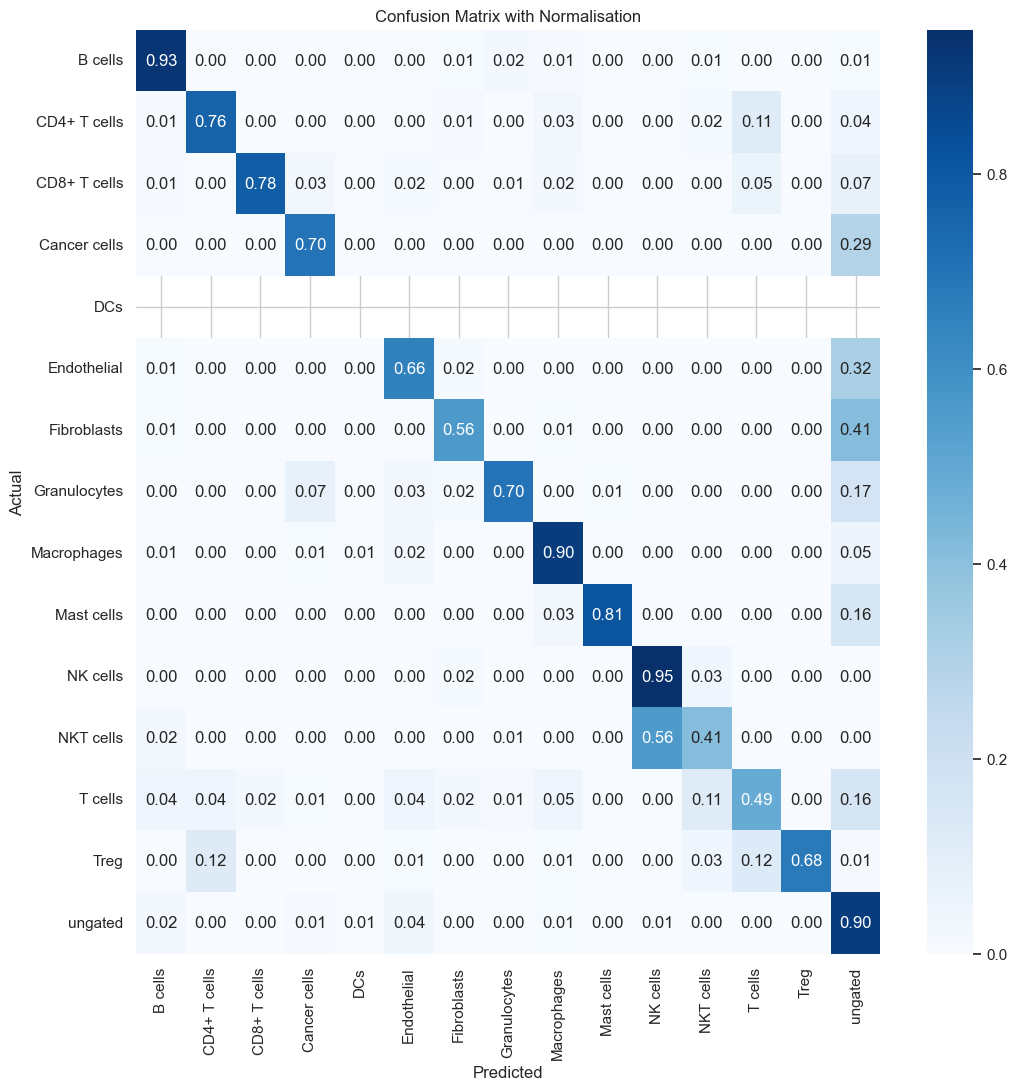 Confusion Matrix with Normalisation
B cells 0.93 0.00 0.00 0.00 0.00 0.00 0.01 0.02 0.01 0.00 0.00 0.01 0.00 0.00 0.01
CD4+ T cells 0.01 0.76 0.00 0.00 0.00 0.00 0.01 0.00 0.03 0.00 0.00 0.02 0.11 0.00 0.04
CD8+ T cells 0.01 0.00 0.78 0.03 0.00 0.02 0.00 0.01 0.02 0.00 0.00 0.00 0.05 0.00 0.07
Cancer cells 0.00 0.00 0.00 0.70 0.00 0.00 0.00 0.00 0.00 0.00 0.00 0.00 0.00 0.00 0.29
DCs
Endothelial 0.01 0.00 0.00 0.00 0.00 0.66 0.02 0.00 0.00 0.00 0.00 0.00 0.00 0.00 0.32
Fibroblasts 0.01 0.00 0.00 0.00 0.00 0.00 0.56 0.00 0.01 0.00 0.00 0.00 0.00 0.00 0.41
Granulocytes 0.00 0.00 0.00 0.07 0.00 0.03 0.02 0.70 0.00 0.01 0.00 0.00 0.00 0.00 0.17
Macrophages 0.01 0.00 0.00 0.01 0.01 0.02 0.00 0.00 0.90 0.00 0.00 0.00 0.00 0.00 0.05
Mast cells 0.00 0.00 0.00 0.00 0.00 0.00 0.00 0.00 0.03 0.81 0.00 0.00 0.00 0.00 0.16
NK cells 0.00 0.00 0.00 0.00 0.00 0.00 0.02 0.00 0.00 0.00 0.95 0.03 0.00 0.00 0.00
NKT cells 0.02 0.00 0.00 0.00 0.00 0.00 0.00 0.01 0.00 0.00 0.56 0.41 0.00 0.00 0.00
T cells 0.04 0.04 0.02 0.01 0.00 0.04 0.02 0.01 0.05 0.00 0.00 0.11 0.49 0.00 0.16
Treg 0.00 0.12 0.00 0.00 0.00 0.01 0.00 0.00 0.01 0.00 0.00 0.03 0.12 0.68 0.01
ungated 0.02 0.00 0.00 0.01 0.01 0.04 0.00 0.00 0.01 0.01 0.00 0.00 0.00 0.00 0.90
Actual
B cells
CD4+ T cells
CD8+ T cells
Cancer cells
DCs
Endothelial
Fibroblasts
Granulocytes
Macrophages
Mast cells
NK cells
NKT cells
T cells
Treg
ungated
Predicted
0.8
0.6
0.4
0.2
0.0